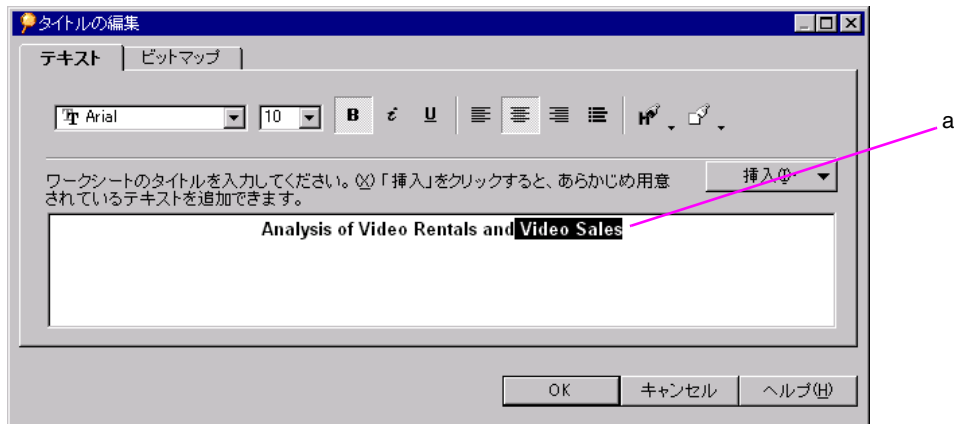 タイトルの編集
テキスト ビットマップ
Arial 10 B i U
a
ワークシートのタイトルを入力してください。(X)「挿入」をクリックすると、あらかじめ用意 挿入(I)
されているテキストを追加できます。
Analysis of Video Rentals and Video Sales
OK キャンセル ヘルプ(H)